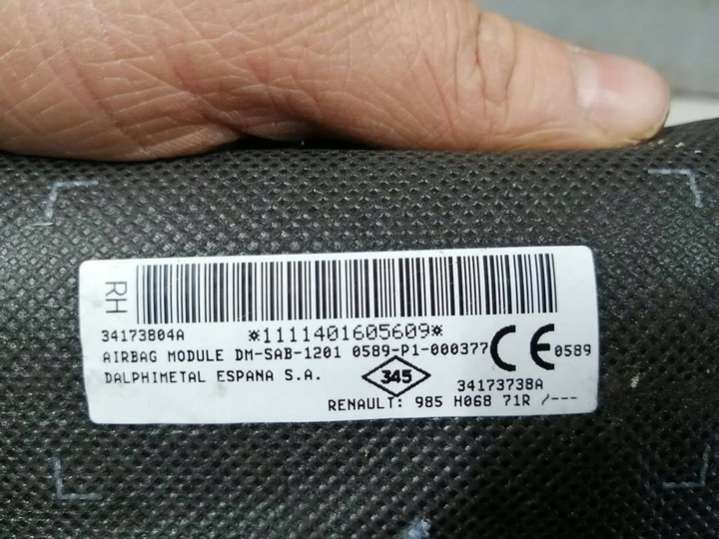 RH
34173804A *1111401605609*
AIRBAG MODULE DM-SAB-1201 0589-P1-000377 CE 0589
DALPHIMETAL ESPANA S.A. 345 34173738A
RENAULT: 985 H068 71R /---